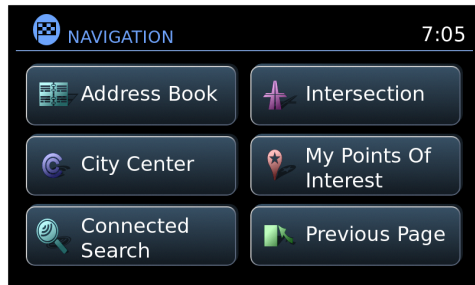 NAVIGATION 7:05
Address Book
Intersection
City Center
My Points Of
Interest
Connected
Search
Previous Page